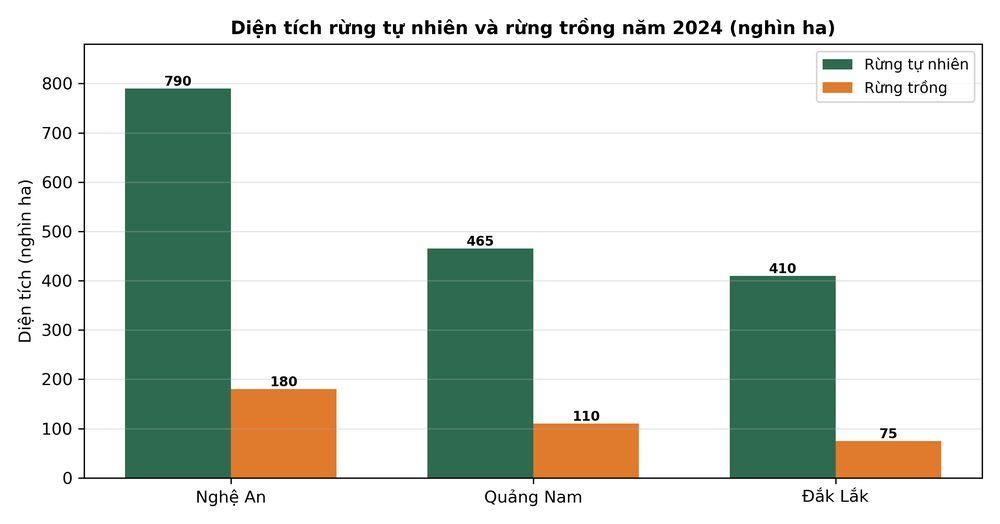 Diện tích rừng tự nhiên và rừng trồng năm 2024 (nghìn ha)
Rừng tự nhiên
Rừng trồng
Diện tích (nghìn ha)
800
700
600
500
400
300
200
100
0
790
180
465
110
410
75
Nghệ An
Quảng Nam
Đắk Lắk